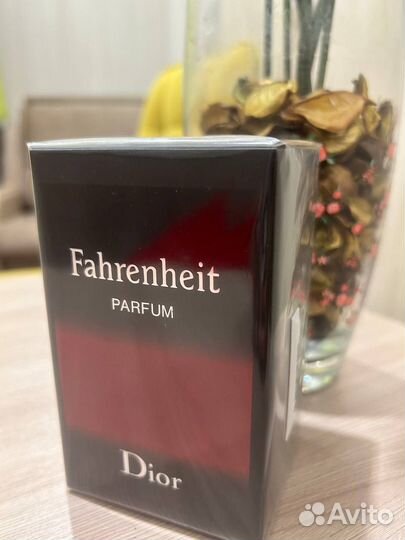 Fahrenheit
PARFUM
Dior
Avito